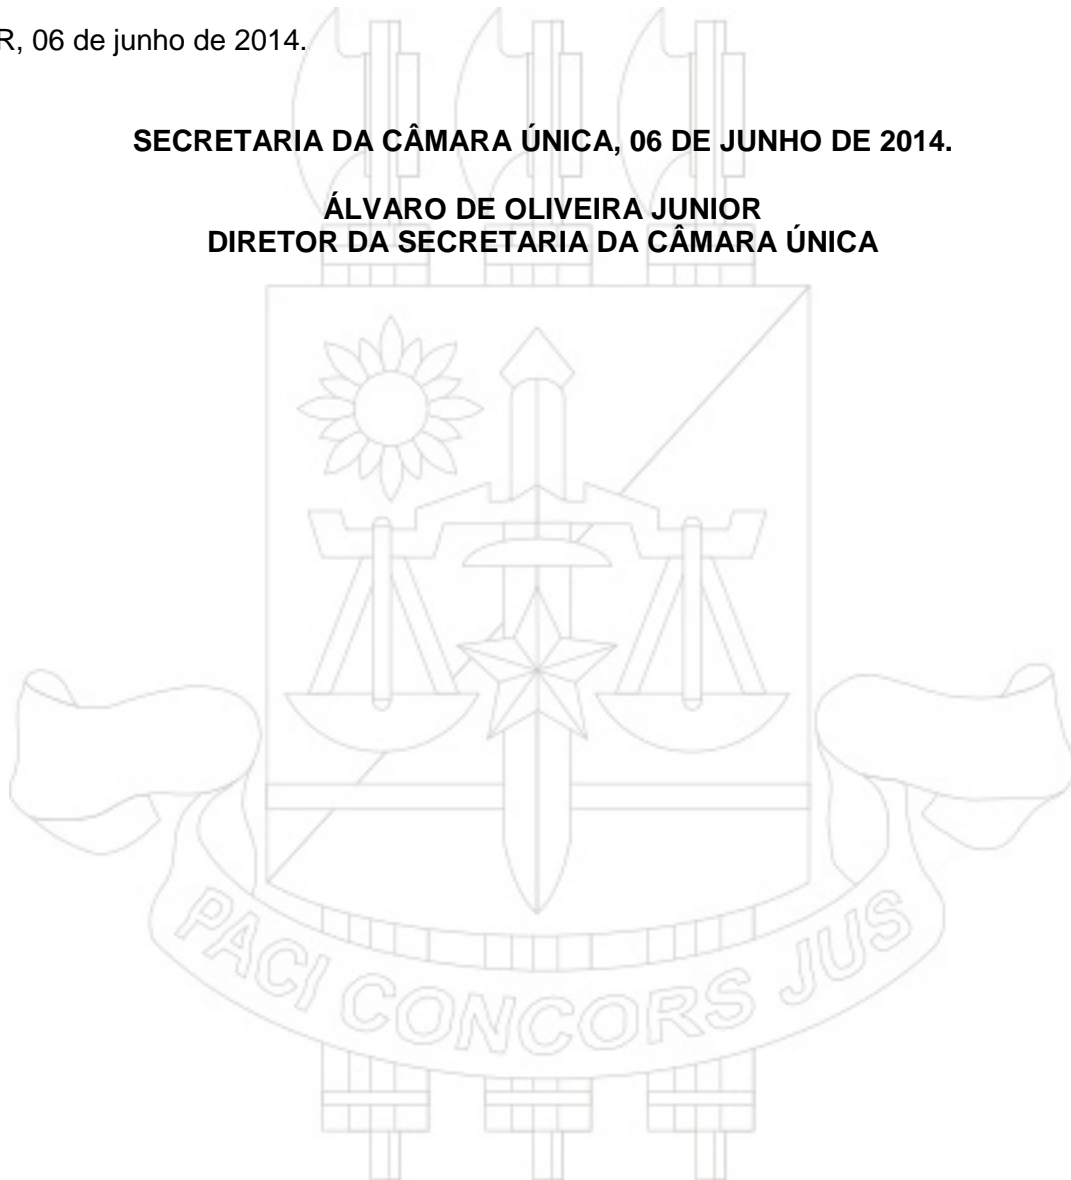 R, 06 de junho de 2014.
SECRETARIA DA CÂMARA ÚNICA, 06 DE JUNHO DE 2014.
ÁLVARO DE OLIVEIRA JUNIOR
DIRETOR DA SECRETARIA DA CÂMARA ÚNICA
PACI CONCORS JUS